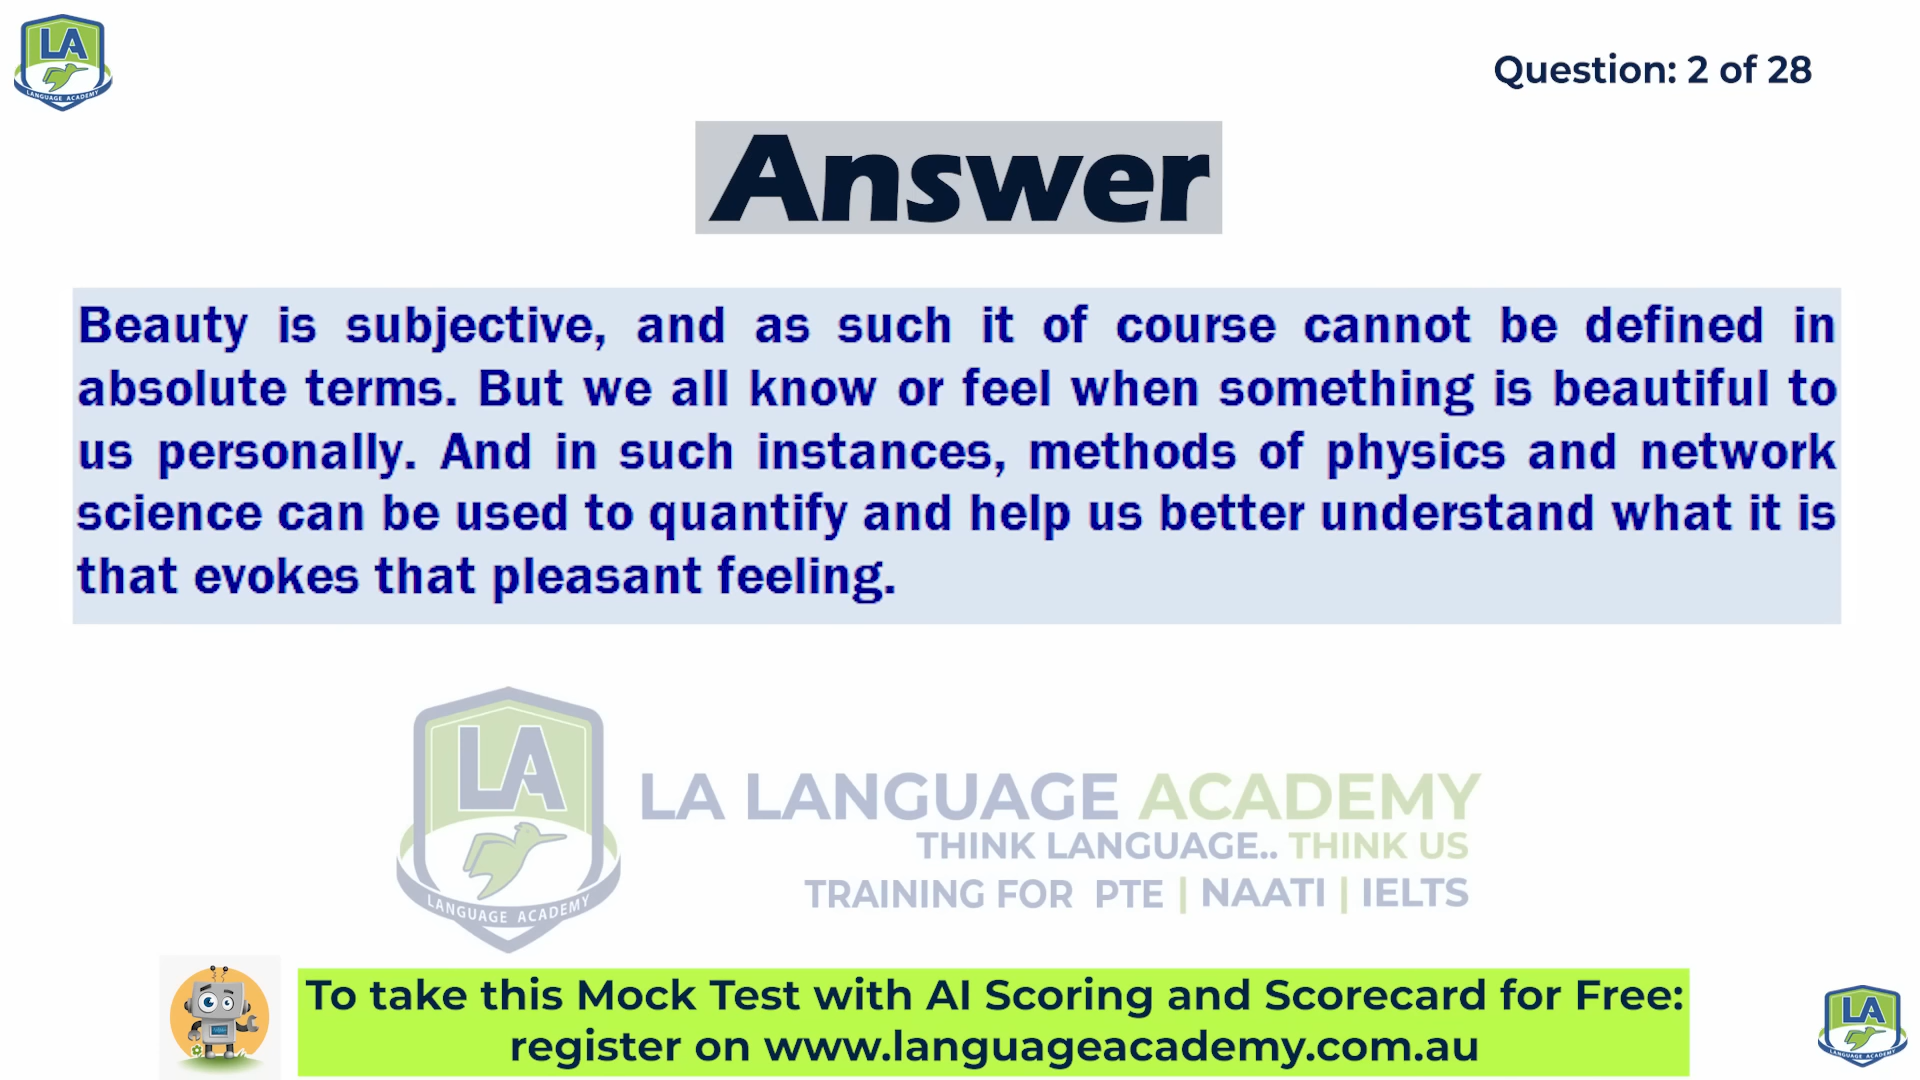 LA
LANGUAGE ACADEMY
Question: 2 of 28
Answer
Beauty is subjective, and as such it of course cannot be defined in
absolute terms. But we all know or feel when something is beautiful to
us personally. And in such instances, methods of physics and network
science can be used to quantify and help us better understand what it is
that evokes that pleasant feeling.
LA
LANGUAGE ACADEMY
LA LANGUAGE ACADEMY
THINK LANGUAGE.. THINK US
TRAINING FOR PTE | NAATI | IELTS
To take this Mock Test with AI Scoring and Scorecard for Free:
register on www.languageacademy.com.au
LA
LANGUAGE ACADEMY